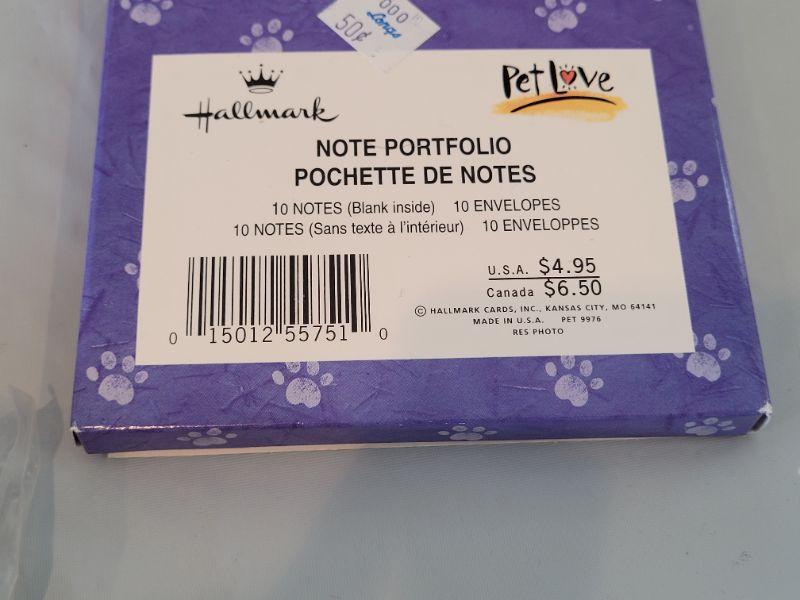 000
Longs
50¢
Hallmark
Pet Love
NOTE PORTFOLIO
POCHETTE DE NOTES
10 NOTES (Blank inside) 10 ENVELOPES
10 NOTES (Sans texte à l'intérieur) 10 ENVELOPPES
U.S.A. $4.95
Canada $6.50
© HALLMARK CARDS, INC., KANSAS CITY, MO 64141
MADE IN U.S.A. PET 9976
RES PHOTO
0 15012 55751 0